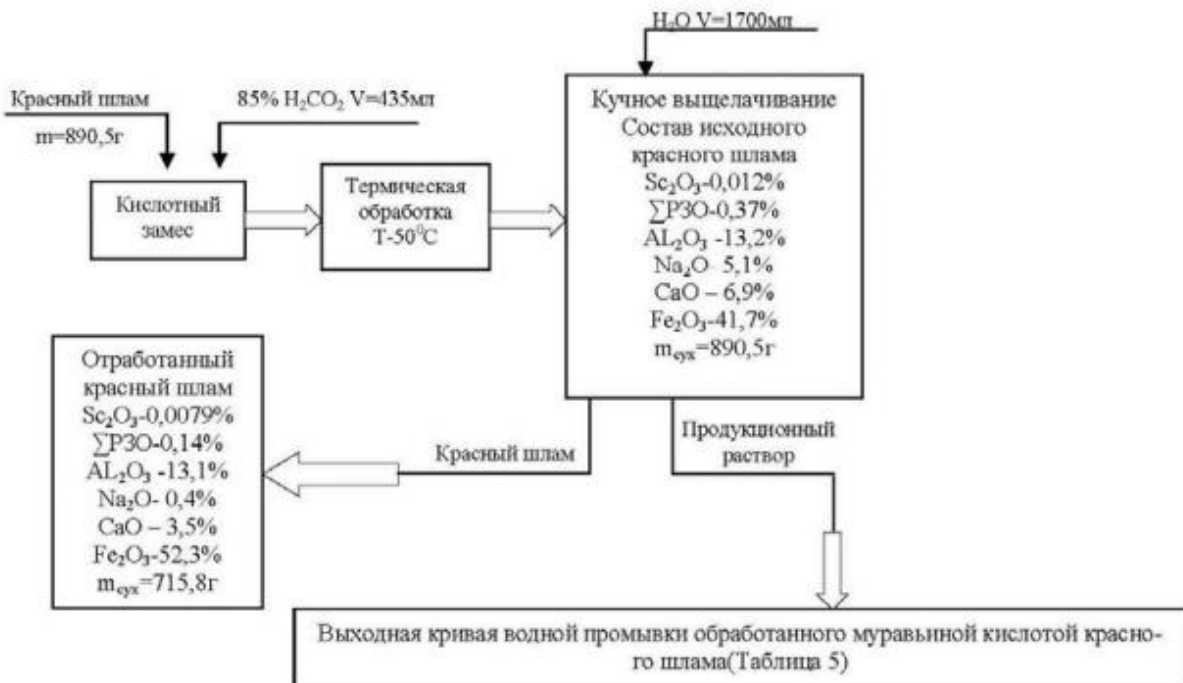 H₂O V=1700мл
Красный шлам
m=890,5г
85% H₂CO₂ V=435мл
Кислотный
замес
Термическая
обработка
T-50⁰C
Кучное выщелачивание
Состав исходного
красного шлама
Sc₂O₃-0,012%
∑РЗО-0,37%
AL₂O₃ -13,2%
Na₂O- 5,1%
CaO – 6,9%
Fe₂O₃-41,7%
mсух=890,5г
Отработанный
красный шлам
Sc₂O₃-0,0079%
∑РЗО-0,14%
AL₂O₃ -13,1%
Na₂O- 0,4%
CaO – 3,5%
Fe₂O₃-52,3%
mсух=715,8г
Красный шлам
Продукционный
раствор
Выходная кривая водной промывки обработанного муравьиной кислотой красно-
го шлама(Таблица 5)